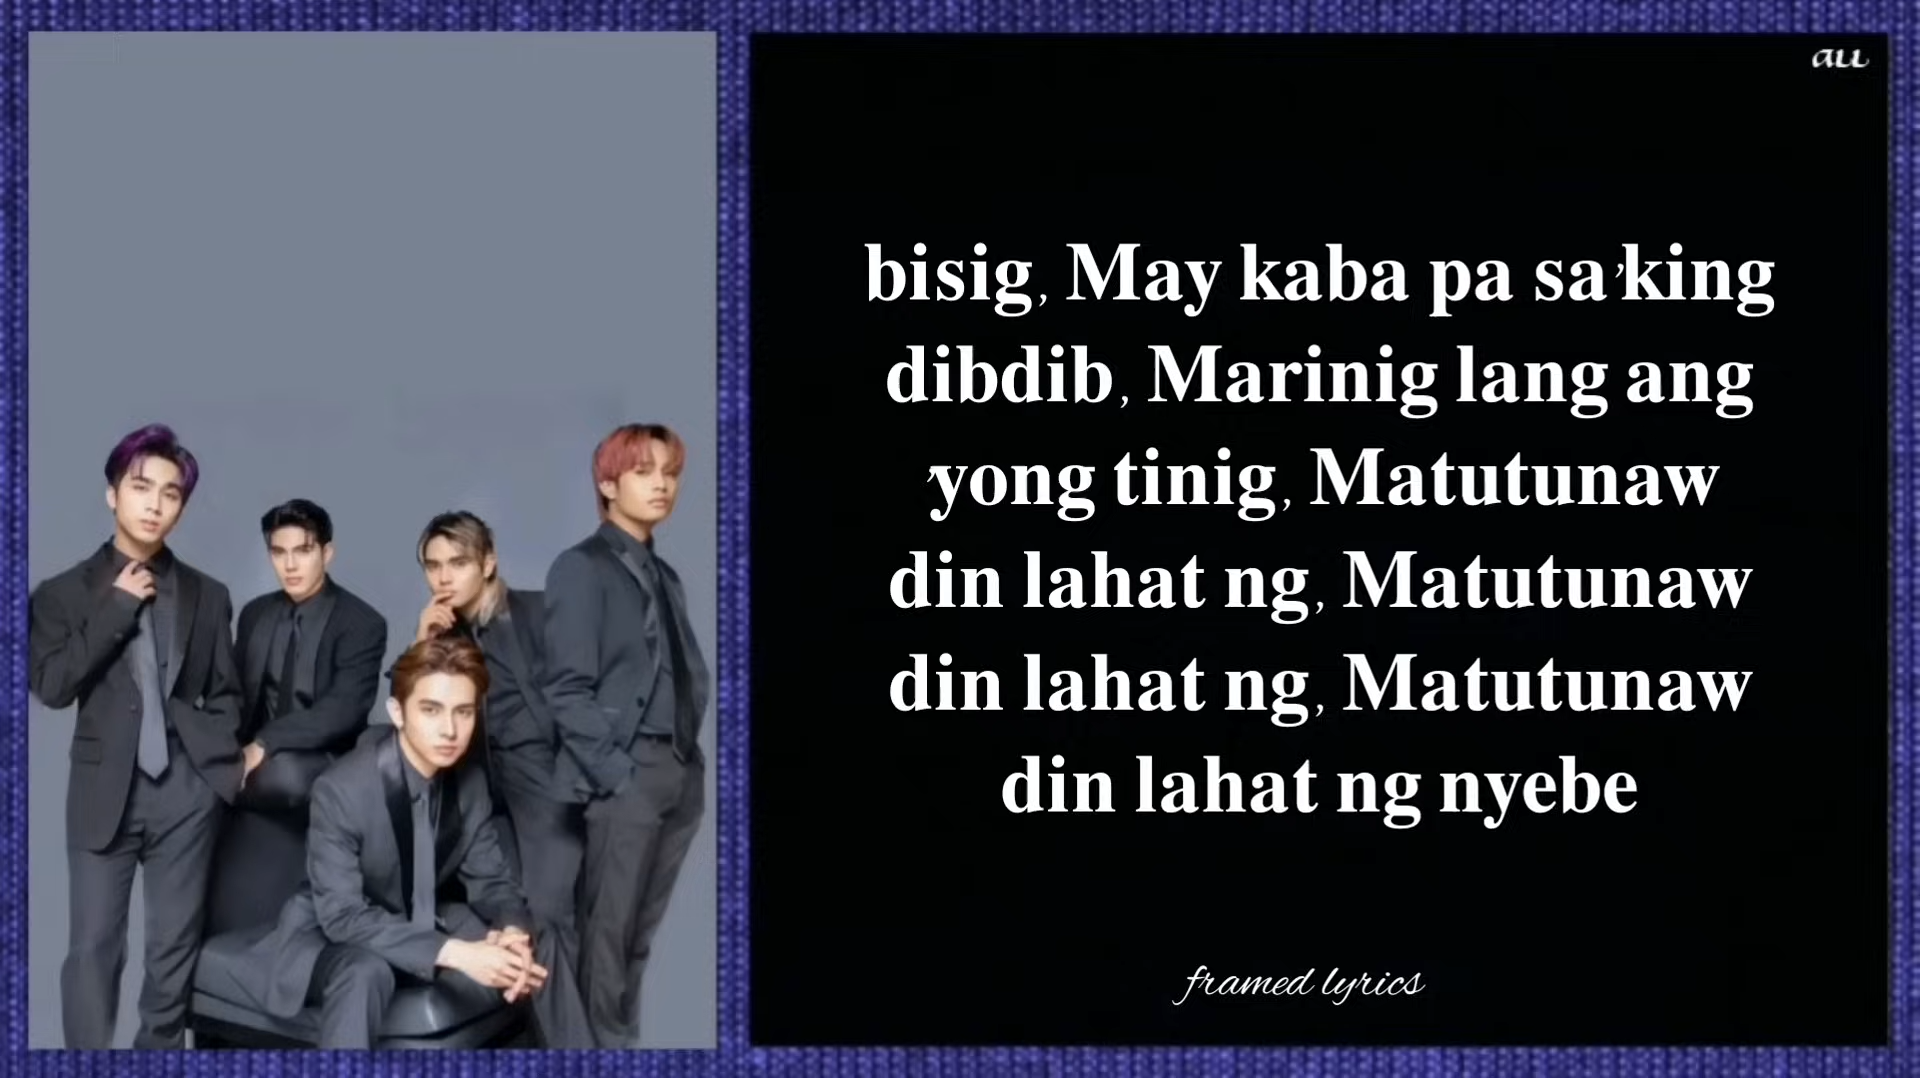 au
bisig, May kaba pa sa'king
dibdib, Marinig lang ang
'yong tinig, Matutunaw
din lahat ng, Matutunaw
din lahat ng, Matutunaw
din lahat ng nyebe
framed lyrics